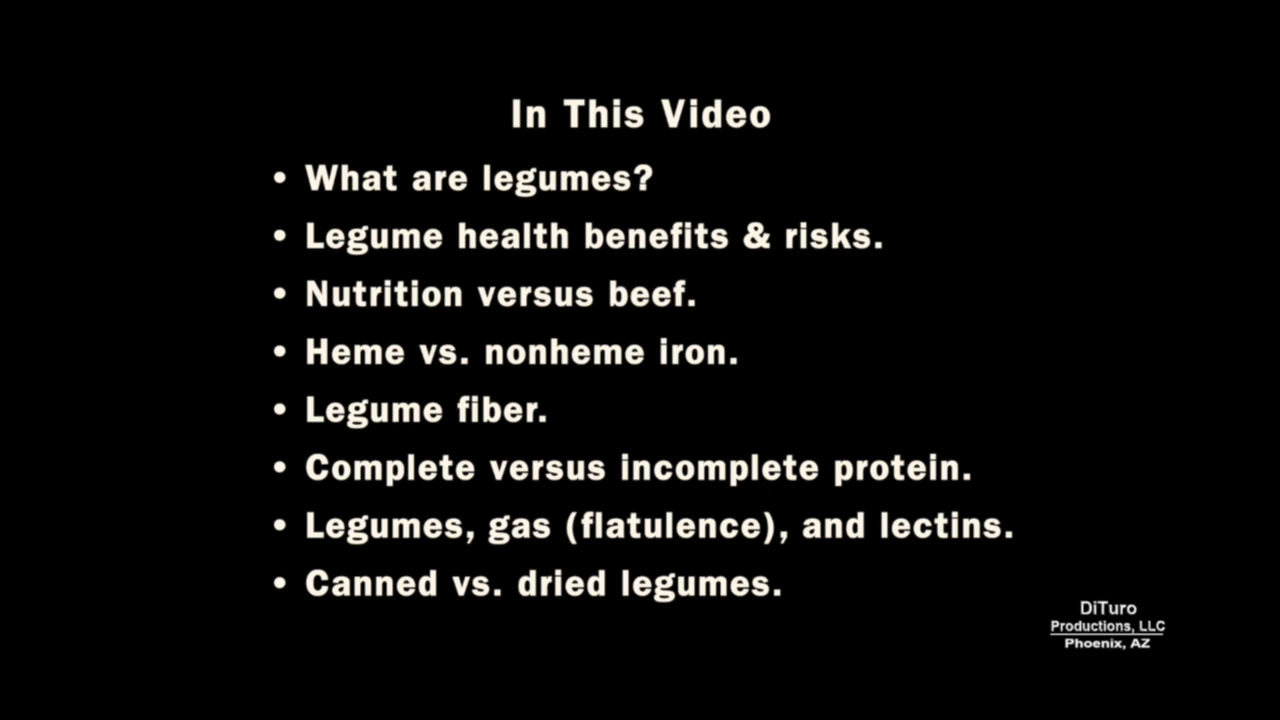 In This Video
• What are legumes?
• Legume health benefits & risks.
• Nutrition versus beef.
• Heme vs. nonheme iron.
• Legume fiber.
• Complete versus incomplete protein.
• Legumes, gas (flatulence), and lectins.
• Canned vs. dried legumes.
DiTuro
Productions, LLC
Phoenix, AZ